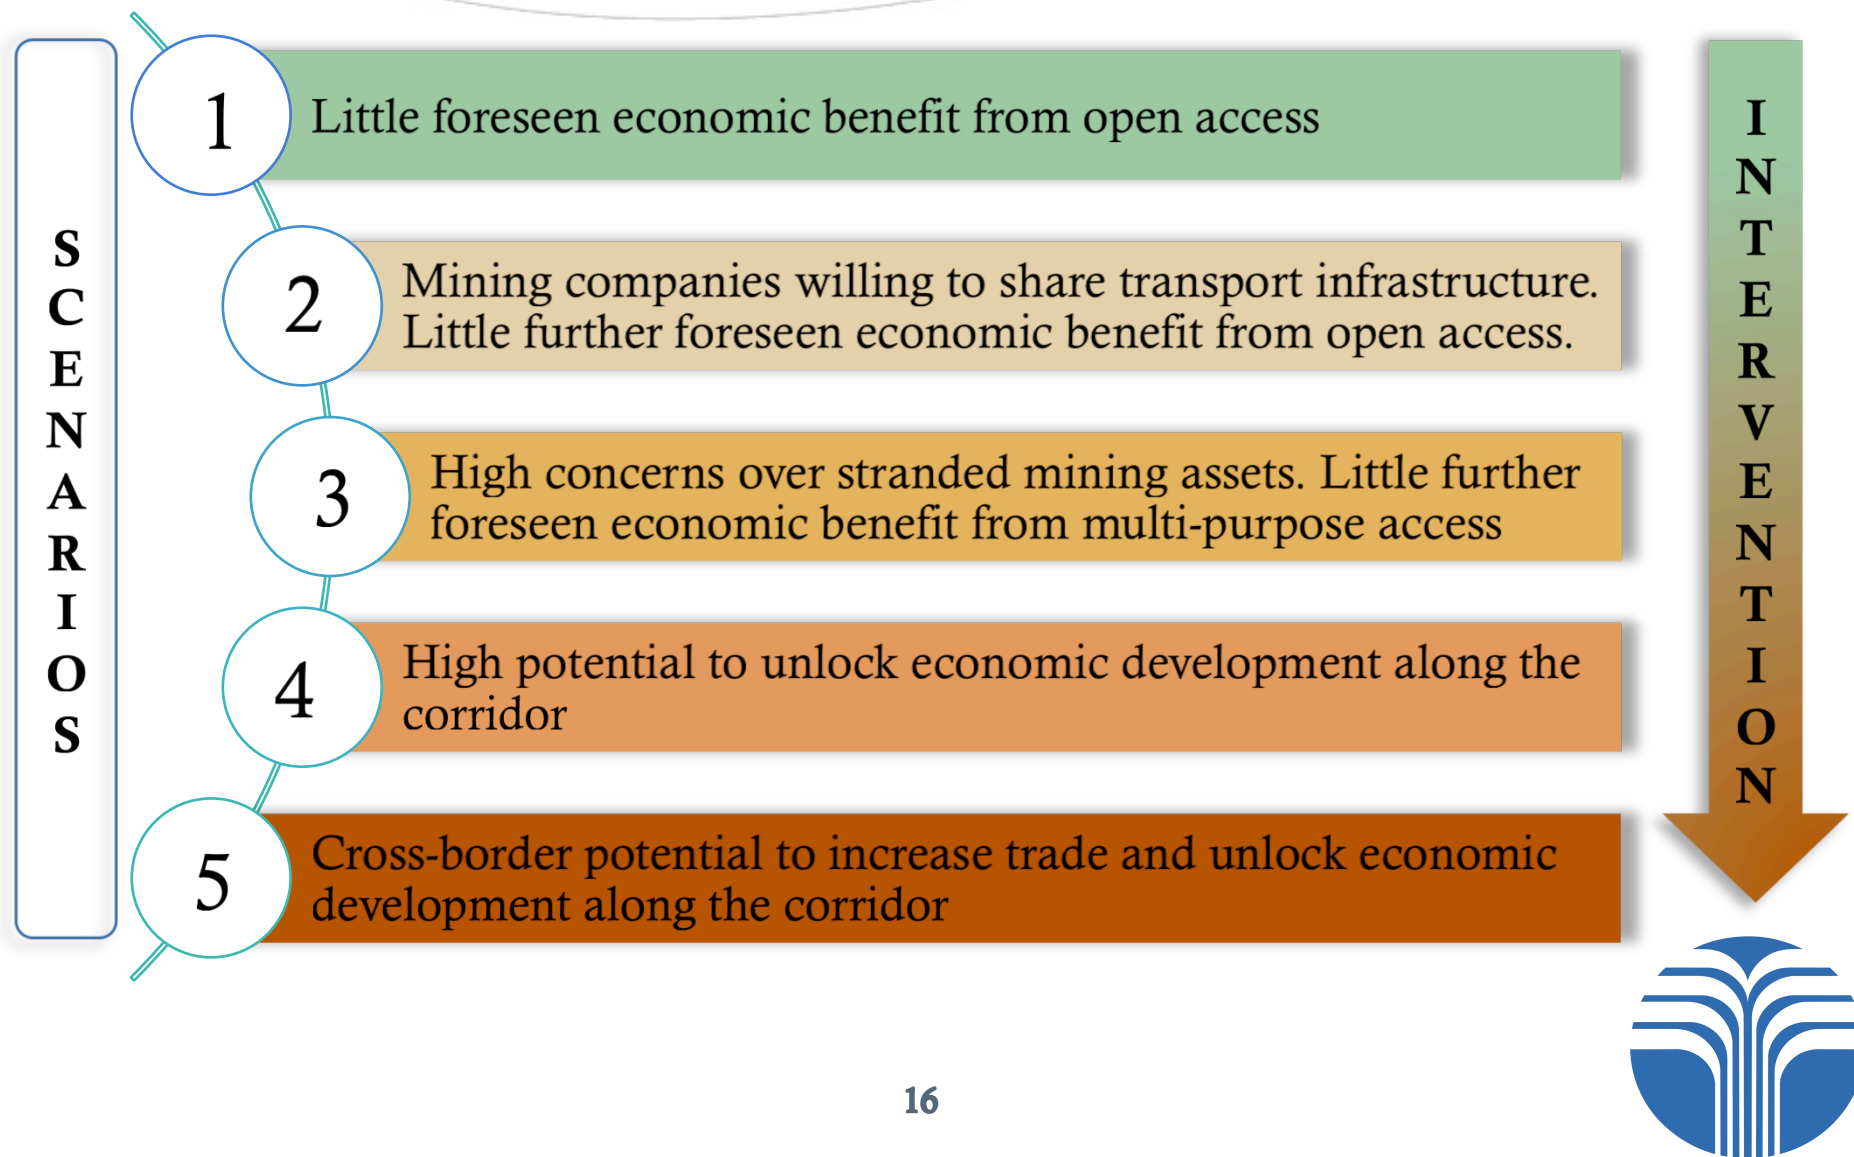 SCENARIOS
1
Little foreseen economic benefit from open access
2
Mining companies willing to share transport infrastructure.
Little further foreseen economic benefit from open access.
3
High concerns over stranded mining assets. Little further
foreseen economic benefit from multi-purpose access
4
High potential to unlock economic development along the
corridor
5
Cross-border potential to increase trade and unlock economic
development along the corridor
INTERVENTION
16